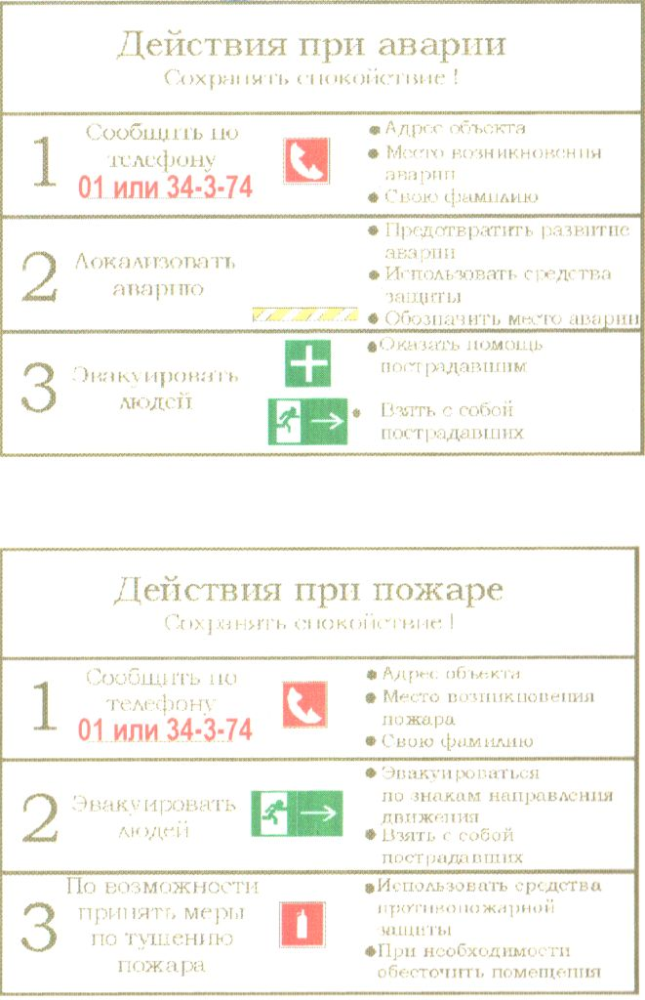 Действия при аварии
Сохранять спокойствие !
1
Сообщить по
телефону
01 или 34-3-74
Адрес объекта
Место возникновения
аварии
Свою фамилию
2
Локализовать
аварию
Предотвратить развитие
аварии
Использовать средства
защиты
Обозначить место аварии
3
Эвакуировать
людей
Оказать помощь
пострадавшим
Взять с собой
пострадавших
Действия при пожаре
Сохранять спокойствие !
1
Сообщить по
телефону
01 или 34-3-74
Адрес объекта
Место возникновения
пожара
Свою фамилию
2
Эвакуировать
людей
Эвакуироваться
по знакам направления
движения
Взять с собой
пострадавших
3
По возможности
принять меры
по тушению
пожара
Использовать средства
противопожарной
защиты
При необходимости
обесточить помещения